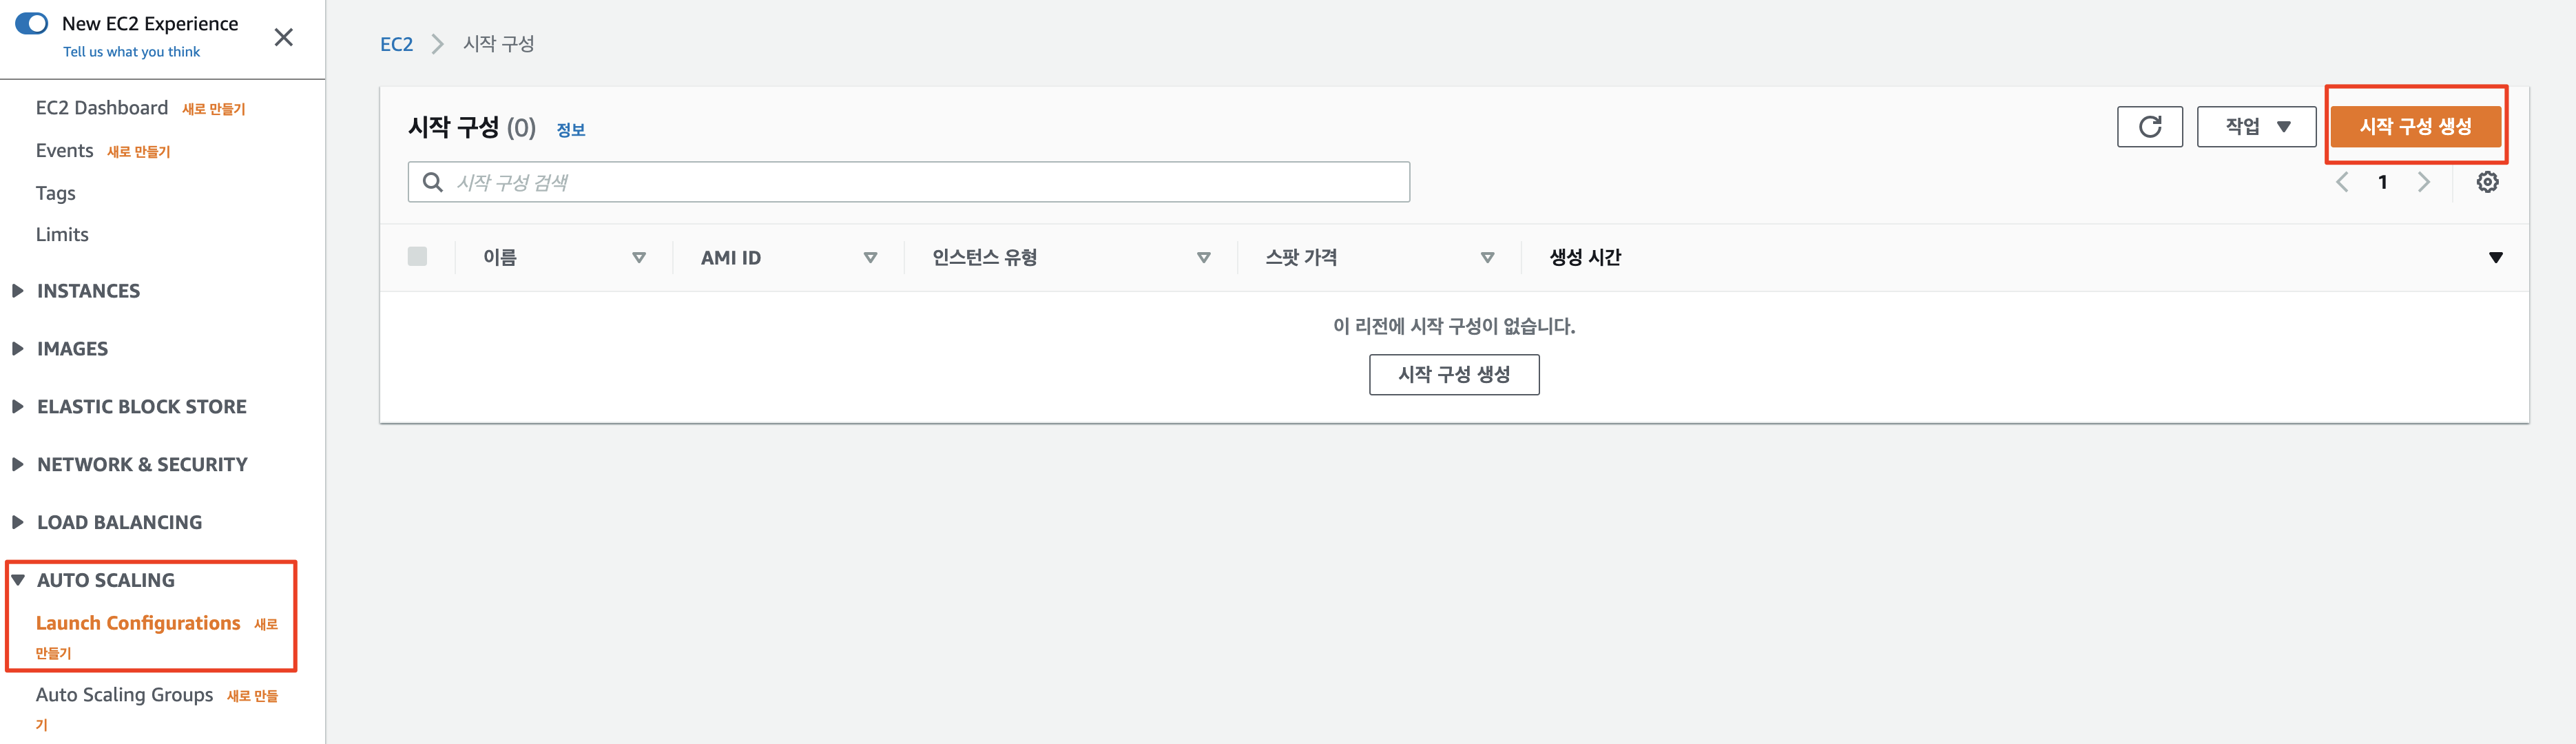 New EC2 Experience
Tell us what you think
EC2 Dashboard 새로 만들기
Events 새로 만들기
Tags
Limits
INSTANCES
IMAGES
ELASTIC BLOCK STORE
NETWORK & SECURITY
LOAD BALANCING
AUTO SCALING
Launch Configurations 새로
만들기
Auto Scaling Groups 새로 만들
기
EC2 > 시작 구성
시작 구성 (0) 정보
작업 시작 구성 생성
시작 구성 검색
1
이름 AMI ID 인스턴스 유형 스팟 가격 생성 시간
이 리전에 시작 구성이 없습니다.
시작 구성 생성